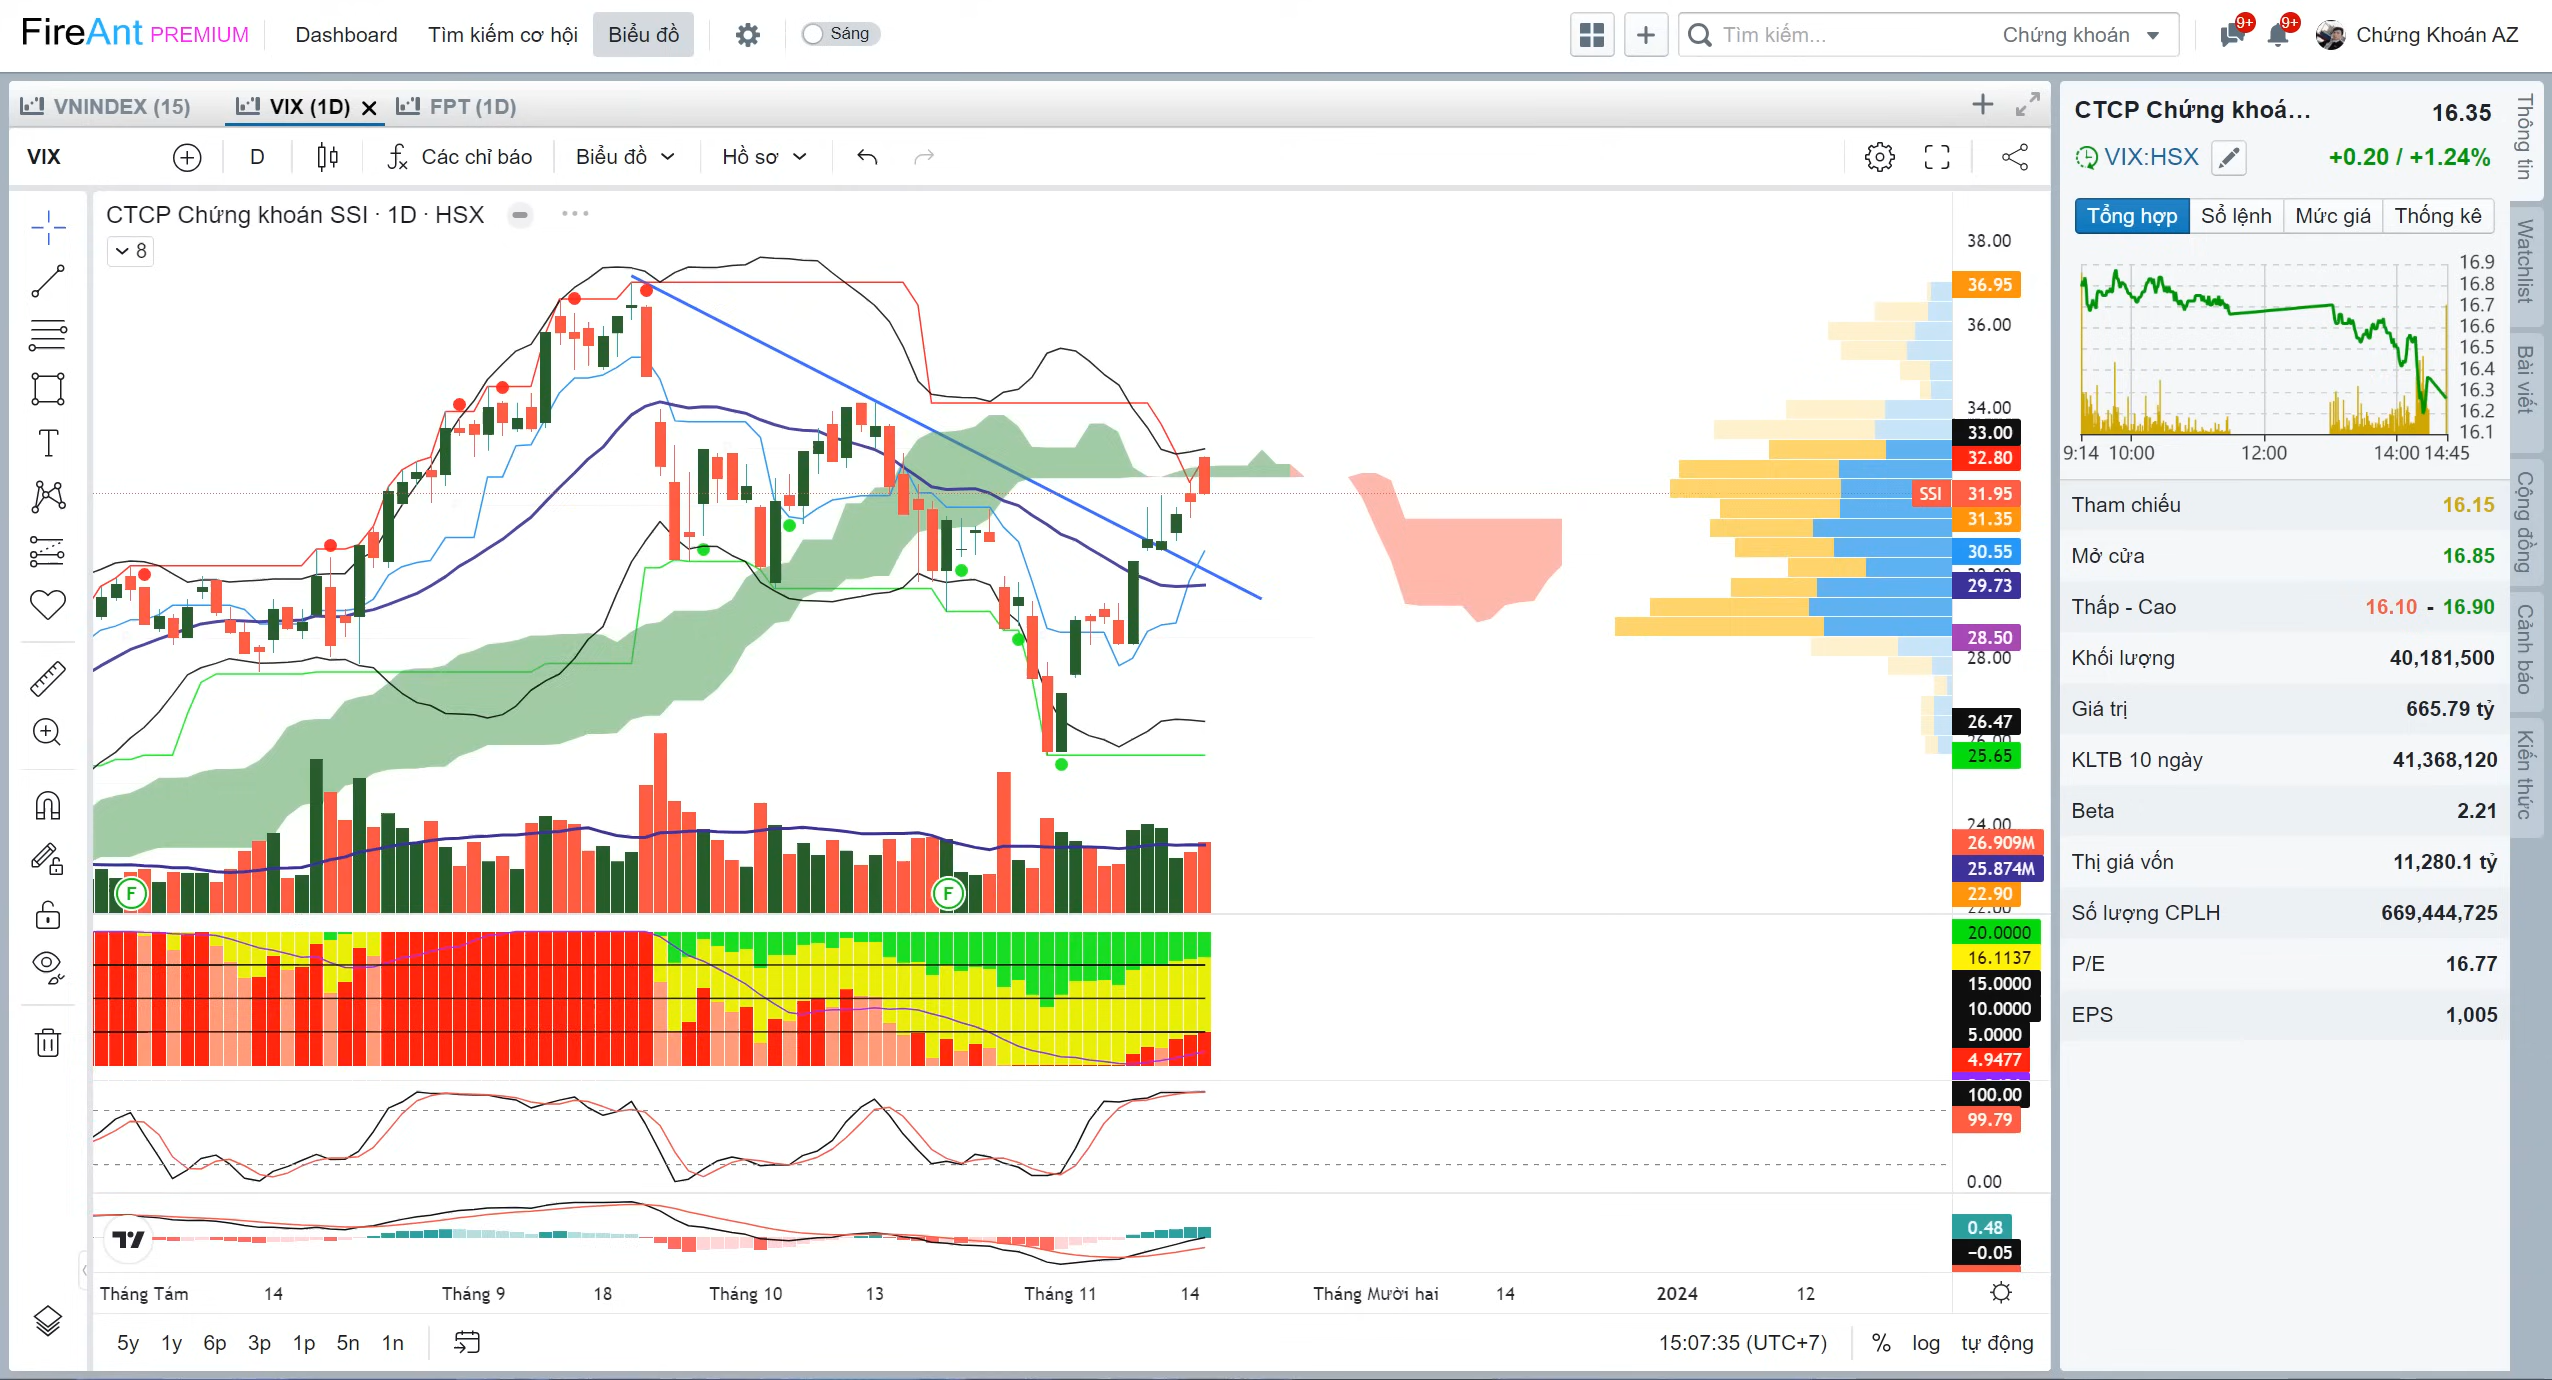 FireAnt PREMIUM Dashboard Tìm kiếm cơ hội Biểu đồ Sáng Tìm kiếm... Chứng khoán 9+ 9+ Chứng Khoán AZ
VNINDEX (15) VIX (1D) FPT (1D)
VIX D Các chỉ báo Biểu đồ Hồ sơ
CTCP Chứng khoán SSI · 1D · HSX
8
38.00
36.95
36.00
34.00
33.00
32.80
SSI 31.95
31.35
30.55
29.73
28.50
28.00
26.47
25.65
24.00
26.909M
25.874M
22.90
22.00
F F
20.0000
16.1137
15.0000
10.0000
5.0000
4.9477
100.00
99.79
0.00
0.48
−0.05
Tháng Tám 14 Tháng 9 18 Tháng 10 13 Tháng 11 14 Tháng Mười hai 14 2024 12
5y 1y 6p 3p 1p 5n 1n 15:07:35 (UTC+7) % log tự động
CTCP Chứng khoá... 16.35
VIX:HSX +0.20 / +1.24%
Tổng hợp Sổ lệnh Mức giá Thống kê
16.9
16.8
16.7
16.6
16.5
16.4
16.3
16.2
16.1
9:14 10:00 12:00 14:00 14:45
Tham chiếu 16.15
Mở cửa 16.85
Thấp - Cao 16.10 - 16.90
Khối lượng 40,181,500
Giá trị 665.79 tỷ
KLTB 10 ngày 41,368,120
Beta 2.21
Thị giá vốn 11,280.1 tỷ
Số lượng CPLH 669,444,725
P/E 16.77
EPS 1,005
Thông tin
Watchlist
Bài viết
Cộng đồng
Cảnh báo
Kiến thức